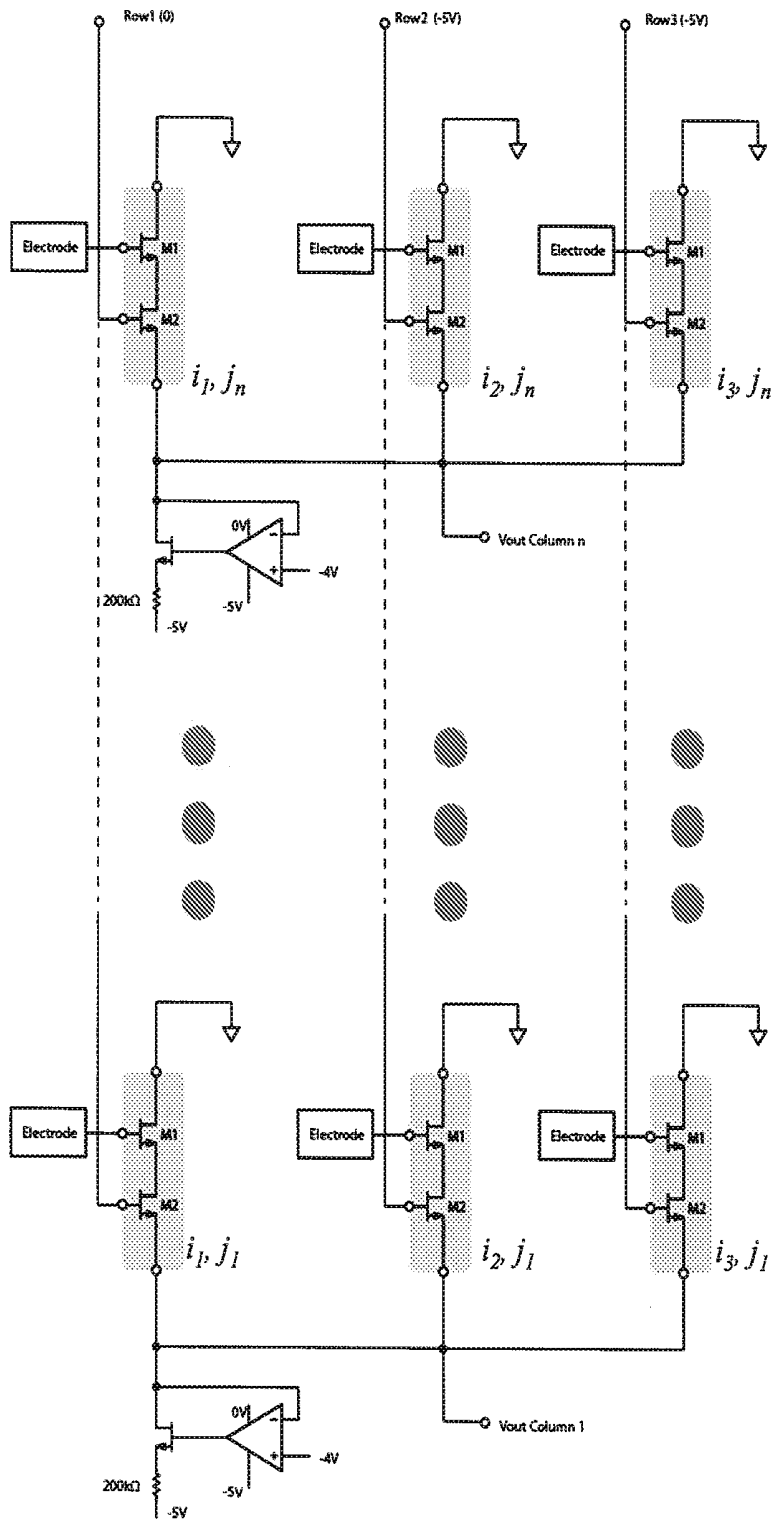 Row1 (0) Row2 (-5V) Row3 (-5V)
Electrode M1 Electrode M1 Electrode M1
M2 M2 M2
i1, jn i2, jn i3, jn
0V
-
+ -4V
Vout Column n
200kΩ
-5V
-5V
Electrode M1 Electrode M1 Electrode M1
M2 M2 M2
i1, j1 i2, j1 i3, j1
0V
-
+ -4V
Vout Column 1
200kΩ
-5V
-5V